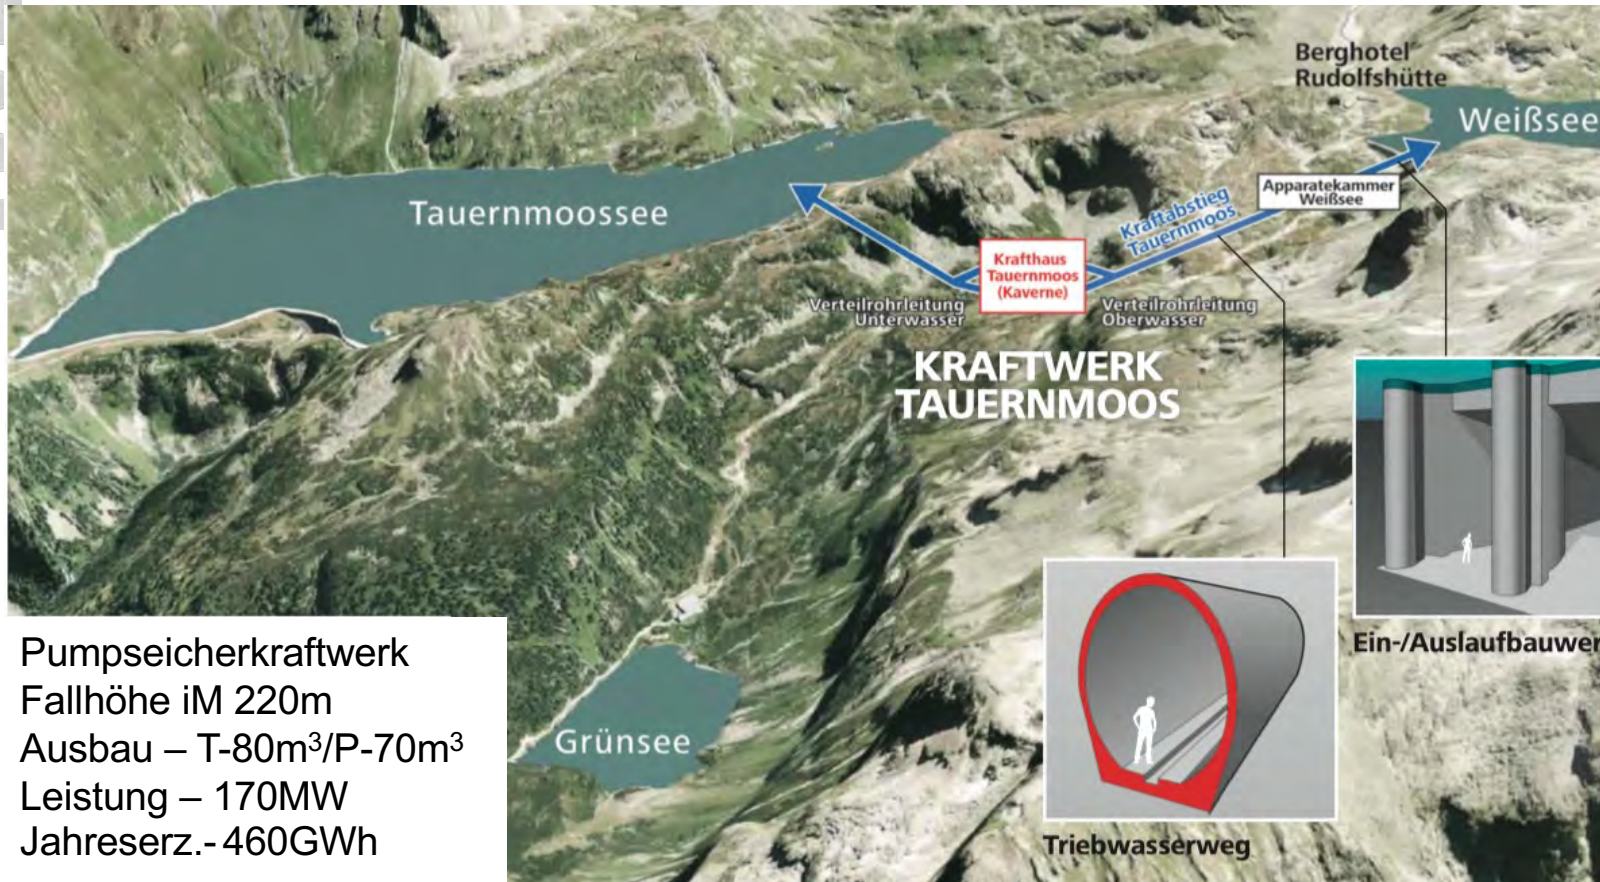 Berghotel
Rudolfshütte
Weißsee
Tauernmoossee
Kraftabstieg
Tauernmoos
Apparatekammer
Weißsee
Krafthaus
Tauernmoos
(Kaverne)
Verteilrohrleitung
Unterwasser
Verteilrohrleitung
Oberwasser
KRAFTWERK
TAUERNMOOS
Ein-/Auslaufbauwer
Grünsee
Triebwasserweg
Pumpseicherkraftwerk
Fallhöhe iM 220m
Ausbau – T-80m³/P-70m³
Leistung – 170MW
Jahreserz.- 460GWh